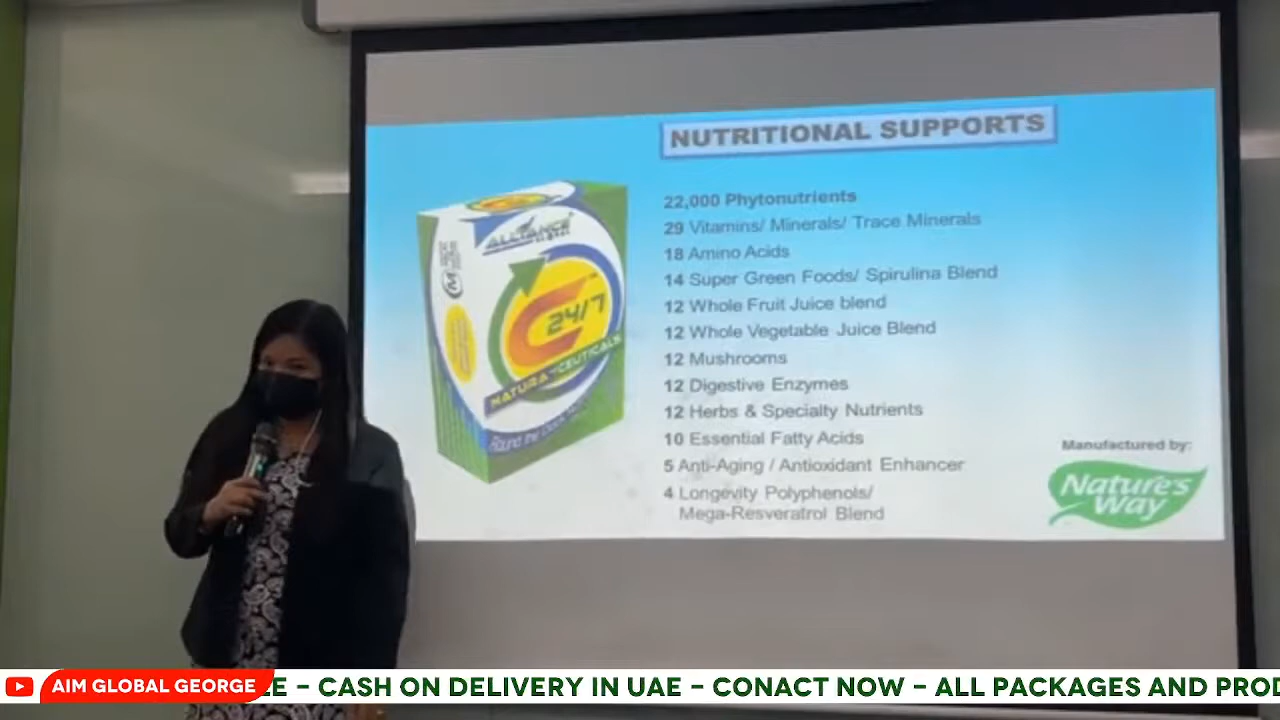 NUTRITIONAL SUPPORTS
22,000 Phytonutrients
29 Vitamins/ Minerals/ Trace Minerals
18 Amino Acids
14 Super Green Foods/ Spirulina Blend
12 Whole Fruit Juice blend
12 Whole Vegetable Juice Blend
12 Mushrooms
12 Digestive Enzymes
12 Herbs & Specialty Nutrients
10 Essential Fatty Acids
5 Anti-Aging / Antioxidant Enhancer
4 Longevity Polyphenols/
Mega-Resveratrol Blend
Manufactured by:
Nature's
Way
ALLIANCE
C 24/7
NATURA-CEUTICALS
Round the Clock
AIM GLOBAL GEORGE
E – CASH ON DELIVERY IN UAE – CONACT NOW – ALL PACKAGES AND PROD